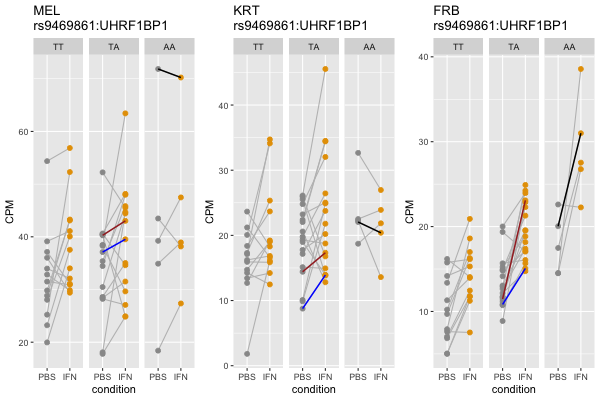 MEL
rs9469861:UHRF1BP1
TT TA AA
CPM
60
40
20
PBS IFN PBS IFN PBS IFN
condition
KRT
rs9469861:UHRF1BP1
TT TA AA
CPM
40
30
20
10
0
PBS IFN PBS IFN PBS IFN
condition
FRB
rs9469861:UHRF1BP1
TT TA AA
CPM
40
30
20
10
PBS IFN PBS IFN PBS IFN
condition